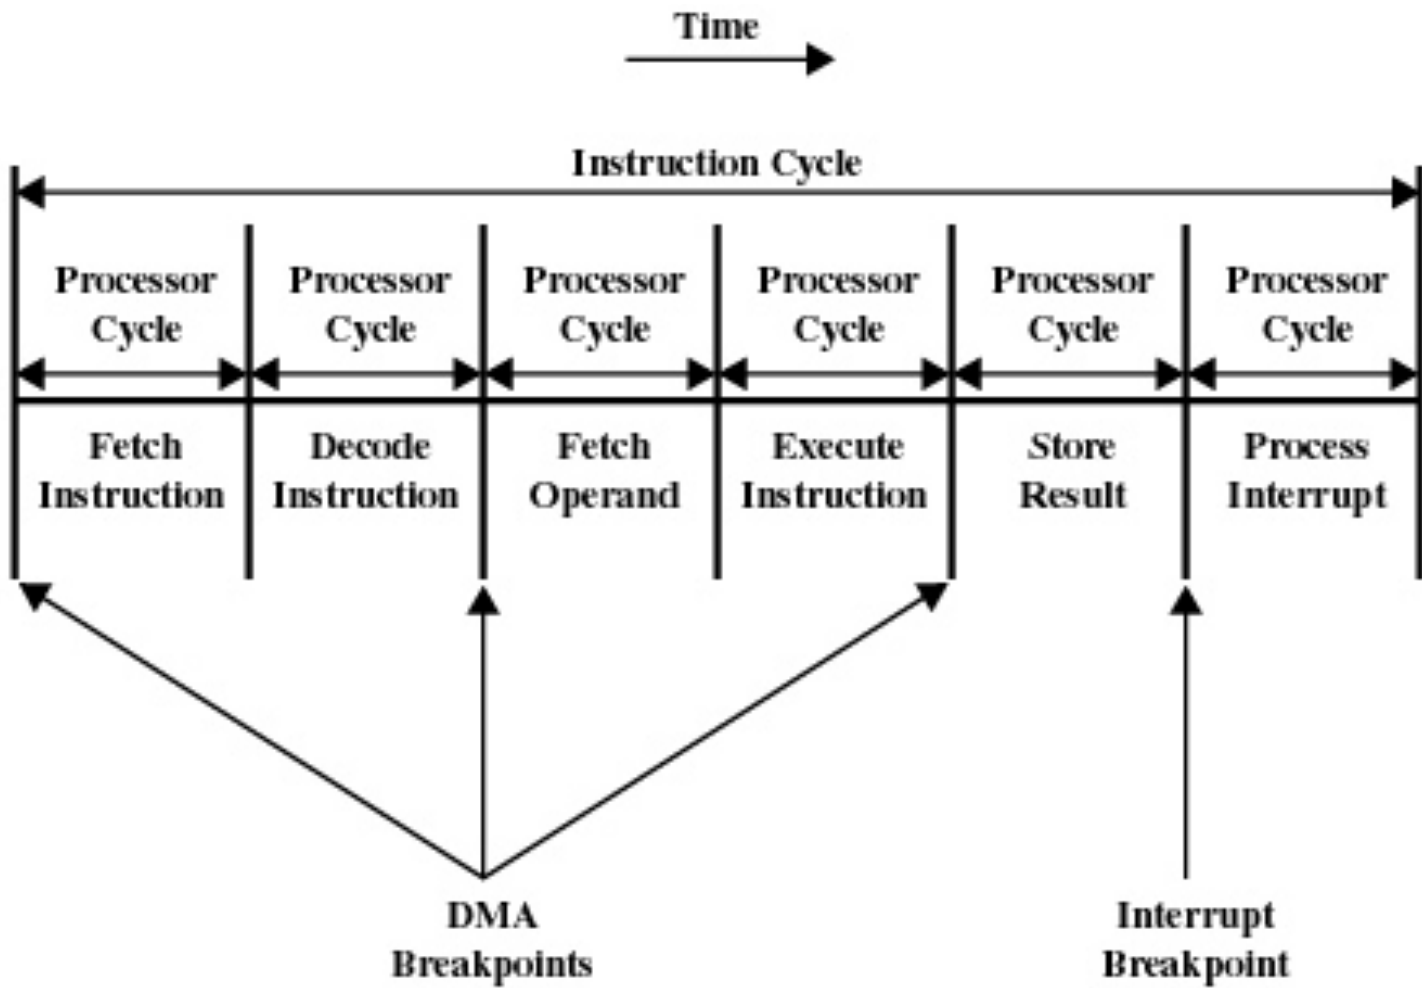 Time
Instruction Cycle
Processor Processor Processor Processor Processor Processor
Cycle Cycle Cycle Cycle Cycle Cycle
Fetch Decode Fetch Execute Store Process
Instruction Instruction Operand Instruction Result Interrupt
DMA Interrupt
Breakpoints Breakpoint